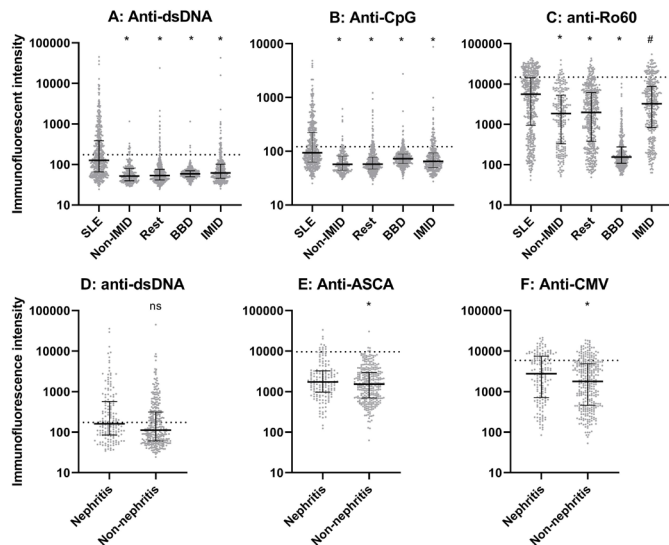 A: Anti-dsDNA
B: Anti-CpG
C: anti-Ro60
Immunofluorescent intensity
100000
10000
1000
100
10
* * * *
SLE
Non-IMID
Rest
BBD
IMID
100000
10000
1000
100
10
* * * *
SLE
Non-IMID
Rest
BBD
IMID
100000
10000
1000
100
10
* * * #
SLE
Non-IMID
Rest
BBD
IMID
D: anti-dsDNA
E: Anti-ASCA
F: Anti-CMV
Immunofluorescence intensity
100000
10000
1000
100
10
ns
Nephritis
Non-nephritis
100000
10000
1000
100
10
*
Nephritis
Non-nephritis
100000
10000
1000
100
10
*
Nephritis
Non-nephritis